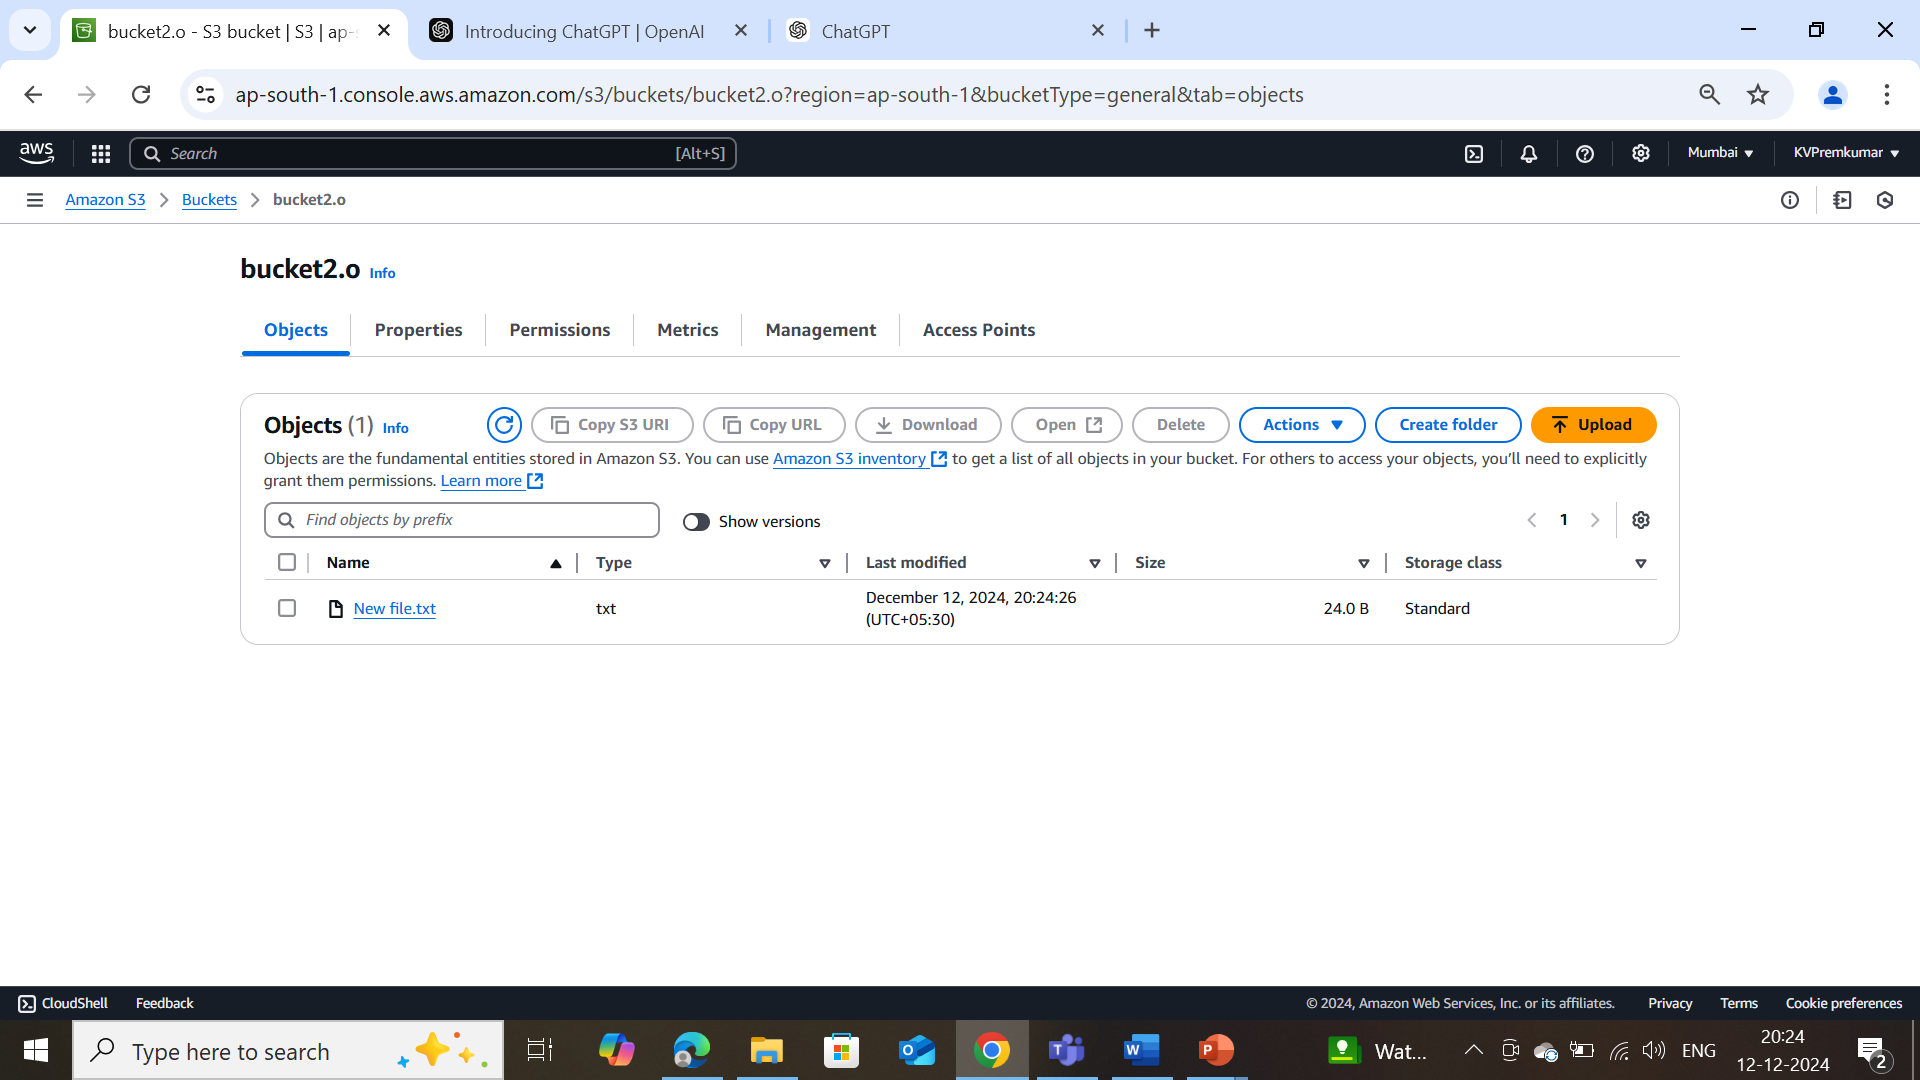 bucket2.o - S3 bucket | S3 | ap-s
Introducing ChatGPT | OpenAI
ChatGPT
ap-south-1.console.aws.amazon.com/s3/buckets/bucket2.o?region=ap-south-1&bucketType=general&tab=objects
aws
Search
[Alt+S]
Mumbai
KVPremkumar
Amazon S3
Buckets
bucket2.o
bucket2.o Info
Objects
Properties
Permissions
Metrics
Management
Access Points
Objects (1) Info
Copy S3 URI
Copy URL
Download
Open
Delete
Actions
Create folder
Upload
Objects are the fundamental entities stored in Amazon S3. You can use Amazon S3 inventory to get a list of all objects in your bucket. For others to access your objects, you’ll need to explicitly
grant them permissions. Learn more
Find objects by prefix
Show versions
1
Name
Type
Last modified
Size
Storage class
New file.txt
txt
December 12, 2024, 20:24:26
(UTC+05:30)
24.0 B
Standard
CloudShell
Feedback
© 2024, Amazon Web Services, Inc. or its affiliates.
Privacy
Terms
Cookie preferences
Type here to search
Wat...
ENG
20:24
12-12-2024
2